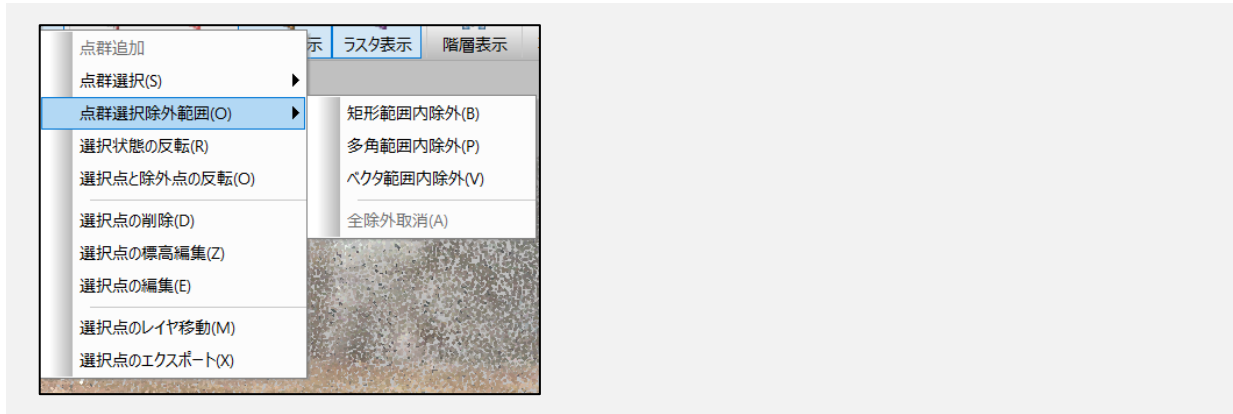 示 ラスタ表示 階層表示
点群追加
点群選択(S)
点群選択除外範囲(O)
選択状態の反転(R)
選択点と除外点の反転(O)
選択点の削除(D)
選択点の標高編集(Z)
選択点の編集(E)
選択点のレイヤ移動(M)
選択点のエクスポート(X)
矩形範囲内除外(B)
多角範囲内除外(P)
ベクタ範囲内除外(V)
全除外取消(A)